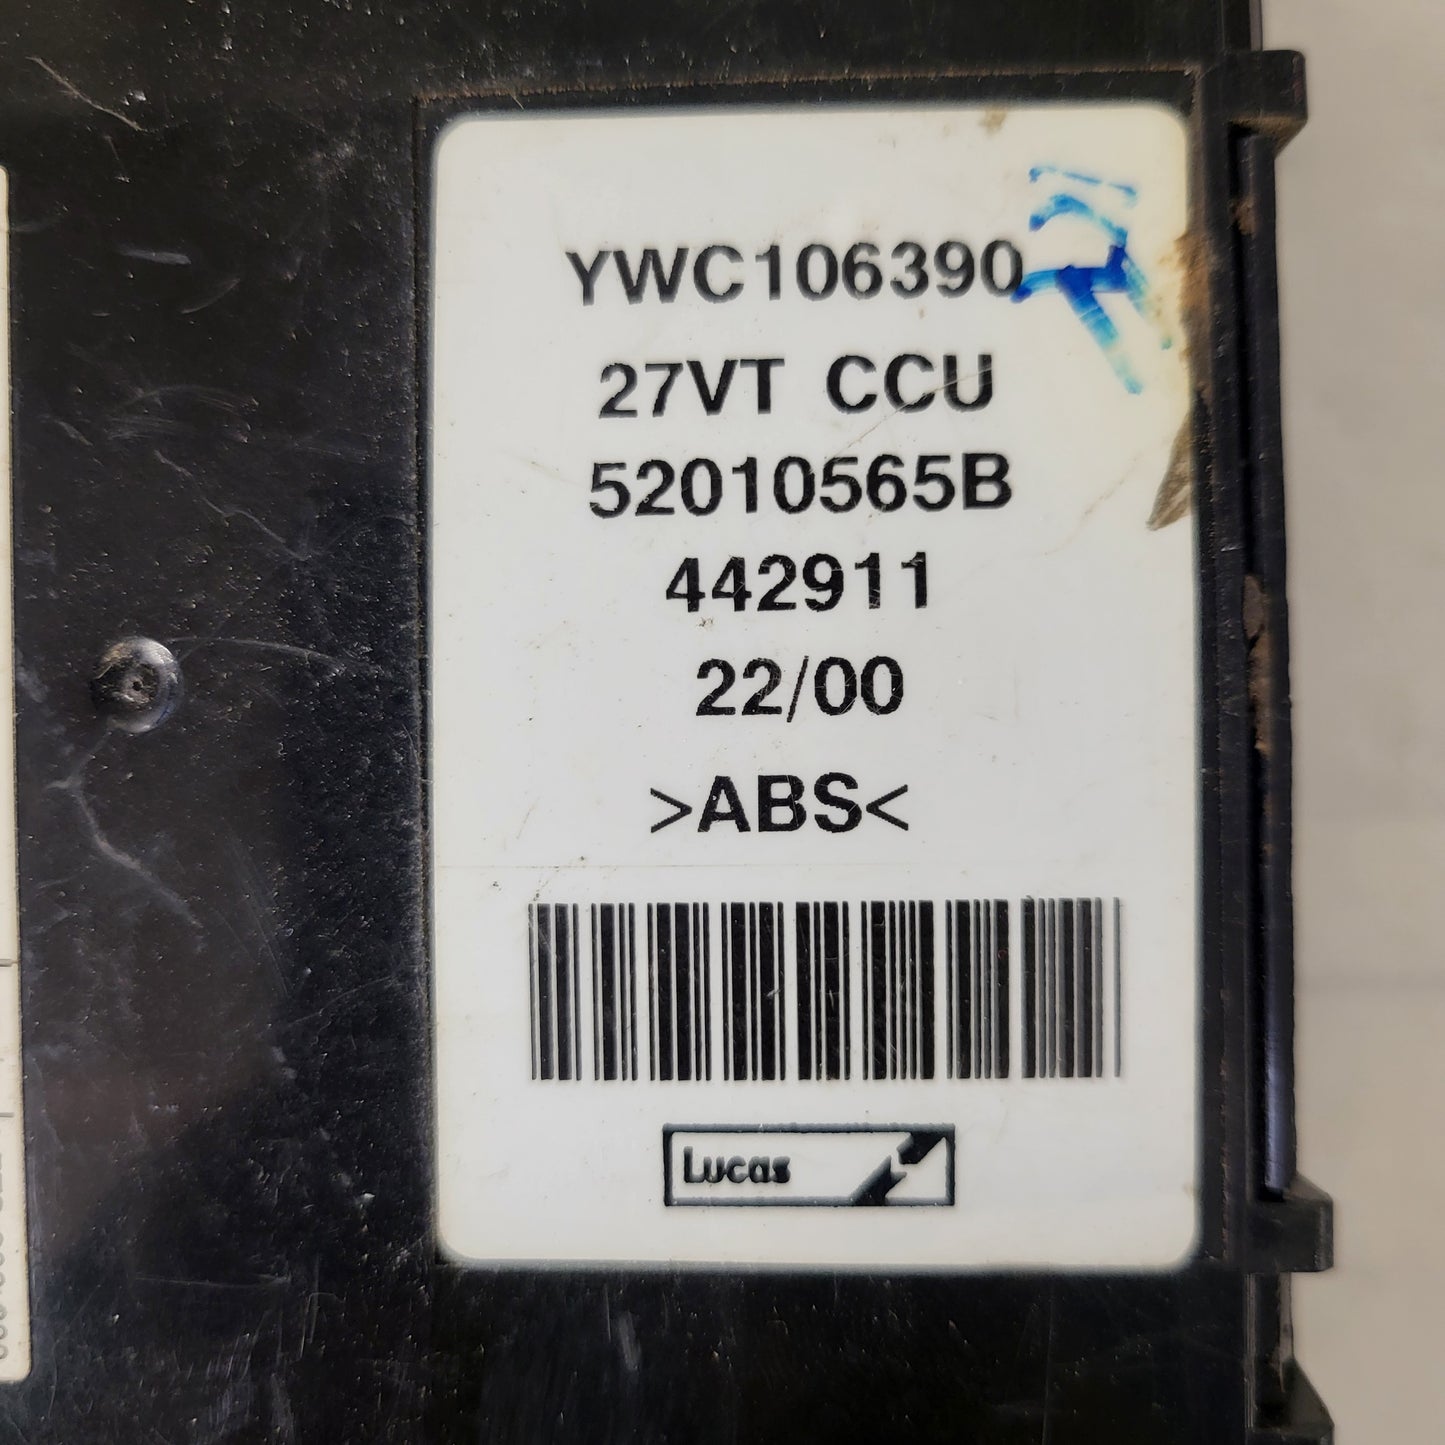 YWC106390
27VT CCU
52010565B
442911
22/00
>ABS<
Lucas